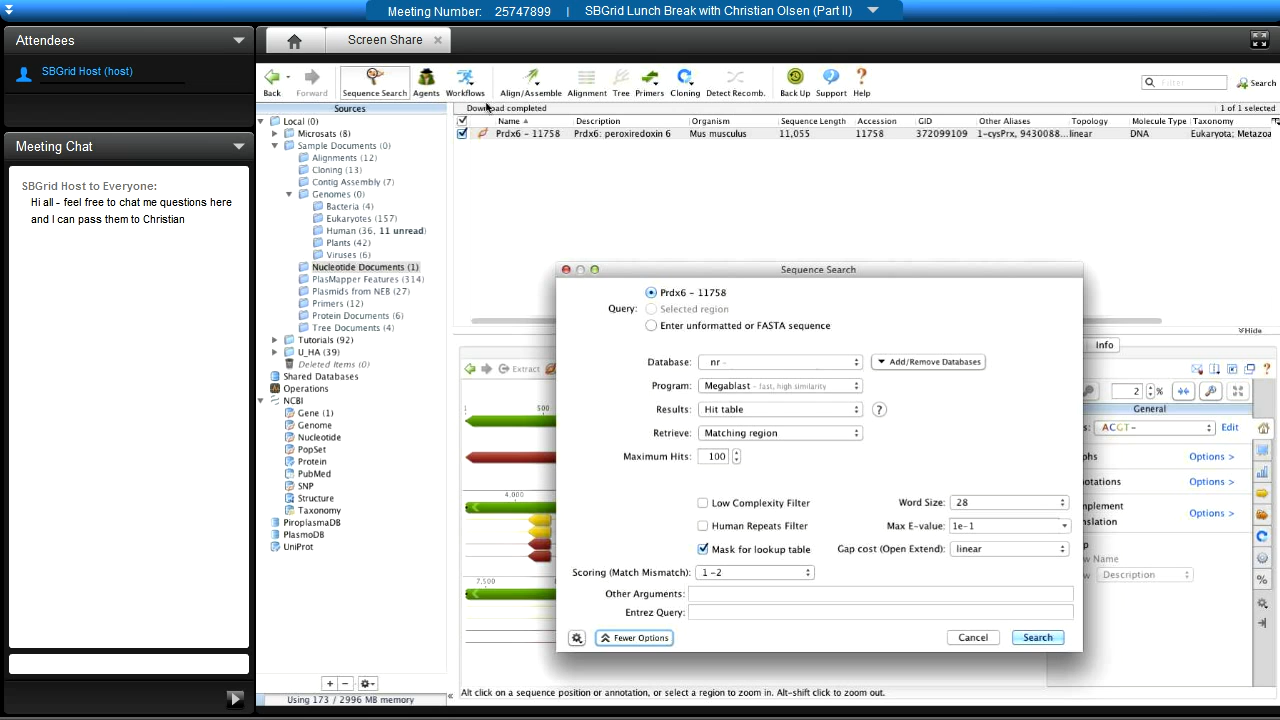 Meeting Number: 25747899 | SBGrid Lunch Break with Christian Olsen (Part II)
Attendees
SBGrid Host (host)
Meeting Chat
SBGrid Host to Everyone:
Hi all - feel free to chat me questions here
and I can pass them to Christian
Screen Share
Back
Forward
Sequence Search
Agents
Workflows
Align/Assemble
Alignment
Tree
Primers
Cloning
Detect Recomb.
Back Up
Support
Help
Filter
Search
Sources
Local (0)
Microsats (8)
Sample Documents (0)
Alignments (12)
Cloning (13)
Contig Assembly (7)
Genomes (0)
Bacteria (4)
Eukaryotes (157)
Human (36, 11 unread)
Plants (42)
Viruses (6)
Nucleotide Documents (1)
PlasMapper Features (314)
Plasmids from NEB (27)
Primers (12)
Protein Documents (6)
Tree Documents (4)
Tutorials (92)
U_HA (39)
Deleted Items (0)
Shared Databases
Operations
NCBI
Gene (1)
Genome
Nucleotide
PopSet
Protein
PubMed
SNP
Structure
Taxonomy
PiroplasmaDB
PlasmoDB
UniProt
Using 173 / 2996 MB memory
Download completed
1 of 1 selected
Name Description Organism Sequence Length Accession GID Other Aliases Topology Molecule Type Taxonomy
Prdx6 - 11758 Prdx6: peroxiredoxin 6 Mus musculus 11,055 11758 372099109 1-cysPrx, 9430088... linear DNA Eukaryota; Metazoa
Hide
Info
Extract
500
4,000
7,500
2 %
General
ACGT -
Edit
Options >
Options >
Options >
Description
Sequence Search
Query:
Prdx6 - 11758
Selected region
Enter unformatted or FASTA sequence
Database: nr -
Add/Remove Databases
Program: Megablast - fast, high similarity
Results: Hit table
?
Retrieve: Matching region
Maximum Hits: 100
Low Complexity Filter
Word Size: 28
Human Repeats Filter
Max E-value: 1e-1
Mask for lookup table
Gap cost (Open Extend): linear
Scoring (Match Mismatch): 1 -2
Other Arguments:
Entrez Query:
Fewer Options
Cancel
Search
Alt click on a sequence position or annotation, or select a region to zoom in. Alt-shift click to zoom out.